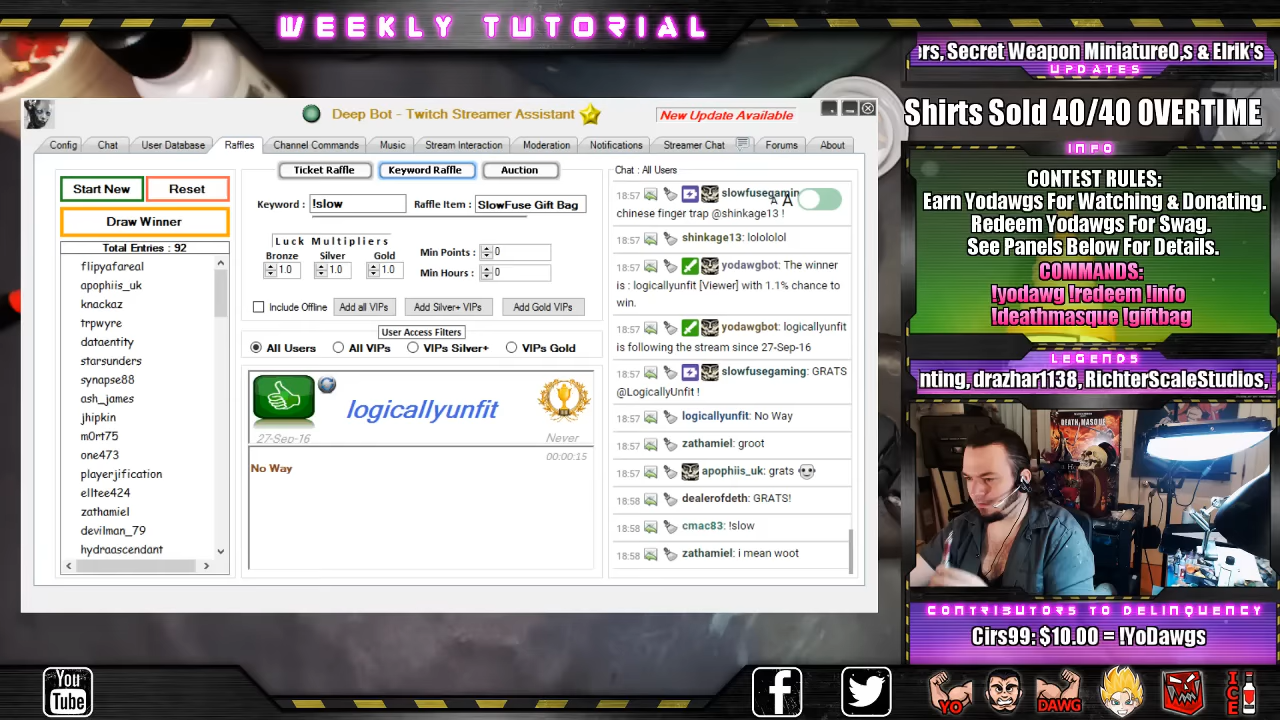 WEEKLY TUTORIAL
ors, Secret Weapon Miniature0,s & Elrik's
UPDATES
Shirts Sold 40/40 OVERTIME
INFO
CONTEST RULES:
Earn Yodawgs For Watching & Donating.
Redeem Yodawgs For Swag.
See Panels Below For Details.
COMMANDS:
!yodawg !redeem !info
!deathmasque !giftbag
LEGENDS
nting, drazhar1138, RichterScaleStudios,
DEATH MASQUE
CONTRIBUTORS TO DELINQUENCY
Cirs99: $10.00 = !YoDawgs
Deep Bot - Twitch Streamer Assistant
New Update Available
Config Chat User Database Raffles Channel Commands Music Stream Interaction Moderation Notifications Streamer Chat Forums About
Start New Reset
Draw Winner
Total Entries : 92
flipyafareal
apophiis_uk
knackaz
trpwyre
dataentity
starsunders
synapse88
ash_james
jhipkin
m0rt75
one473
playerjification
elltee424
zathamiel
devilman_79
hydraascendant
Ticket Raffle Keyword Raffle Auction
Keyword : !slow Raffle Item : SlowFuse Gift Bag
Luck Multipliers
Bronze Silver Gold
1.0 1.0 1.0
Min Points : 0
Min Hours : 0
Include Offline Add all VIPs Add Silver+ VIPs Add Gold VIPs
User Access Filters
All Users All VIPs VIPs Silver+ VIPs Gold
logicallyunfit
27-Sep-16 Never
00:00:15
No Way
Chat : All Users
18:57 slowfusegamin
chinese finger trap @shinkage13 !
A A
18:57 shinkage13: lolololol
18:57 yodawgbot: The winner
is : logicallyunfit [Viewer] with 1.1% chance to
win.
18:57 yodawgbot: logicallyunfit
is following the stream since 27-Sep-16
18:57 slowfusegaming: GRATS
@LogicallyUnfit !
18:57 logicallyunfit: No Way
18:57 zathamiel: groot
18:57 apophiis_uk: grats
18:58 dealerofdeth: GRATS!
18:58 cmac83: !slow
18:58 zathamiel: i mean woot
You
Tube
f
YO
DAWG
ICE